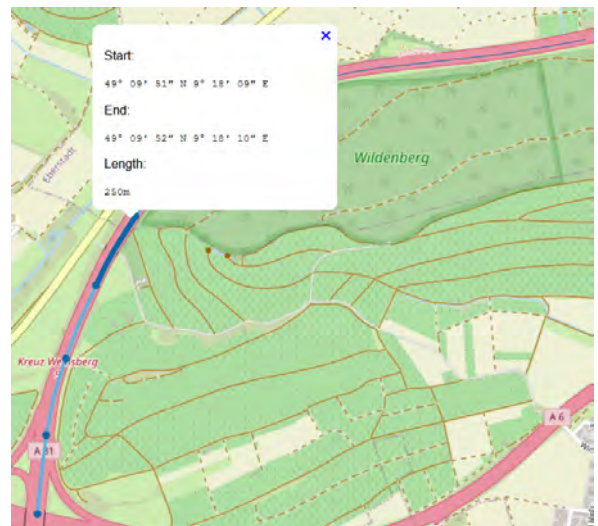 ×
Start:
49° 09′ 51″ N 9° 18′ 09″ E
End:
49° 09′ 52″ N 9° 18′ 10″ E
Length:
250m
Eberstadt
Wildenberg
Kreuz Weinsberg
A 81
A 6